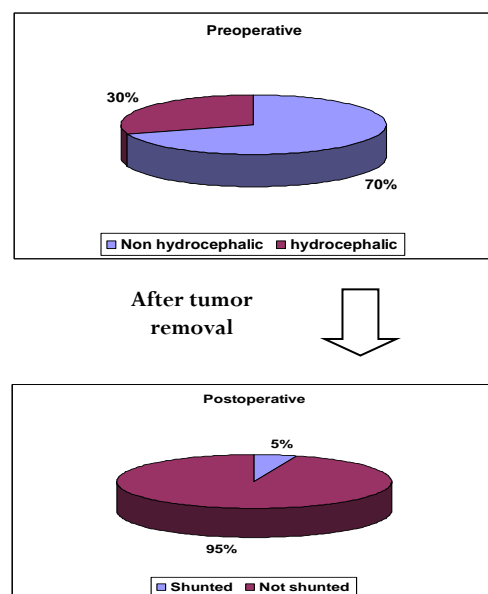 Preoperative
30%
70%
Non hydrocephalic hydrocephalic
After tumor
removal
Postoperative
5%
95%
Shunted Not shunted